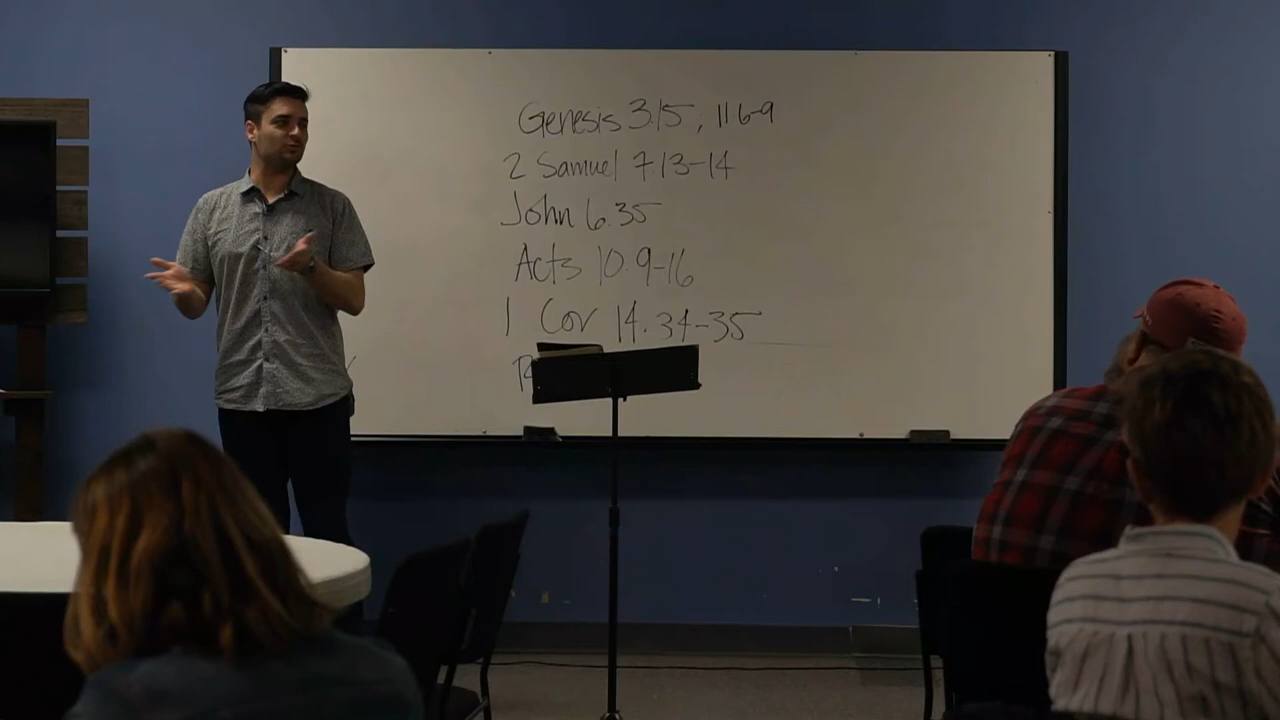 Genesis 3.15, 11 6-9
2 Samuel 7.13-14
John 6.35
Acts 10.9-16
1 Cor 14.34-35